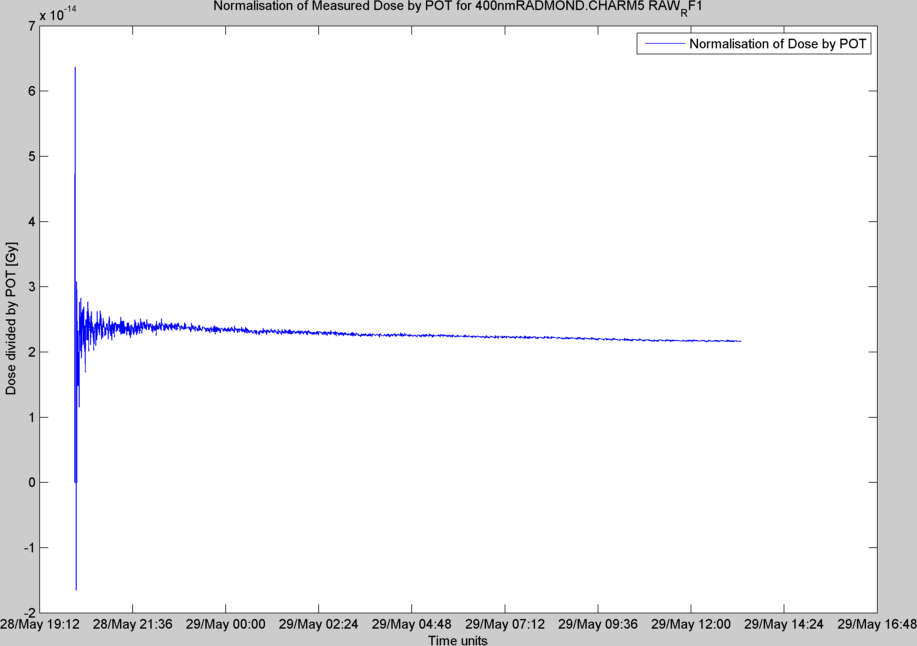 Normalisation of Measured Dose by POT for 400nmRADMOND.CHARM5 RAW_RF1
x 10^-14
Normalisation of Dose by POT
7
6
5
4
3
2
1
0
-1
-2
Dose divided by POT [Gy]
28/May 19:12 28/May 21:36 29/May 00:00 29/May 02:24 29/May 04:48 29/May 07:12 29/May 09:36 29/May 12:00 29/May 14:24 29/May 16:48
Time units